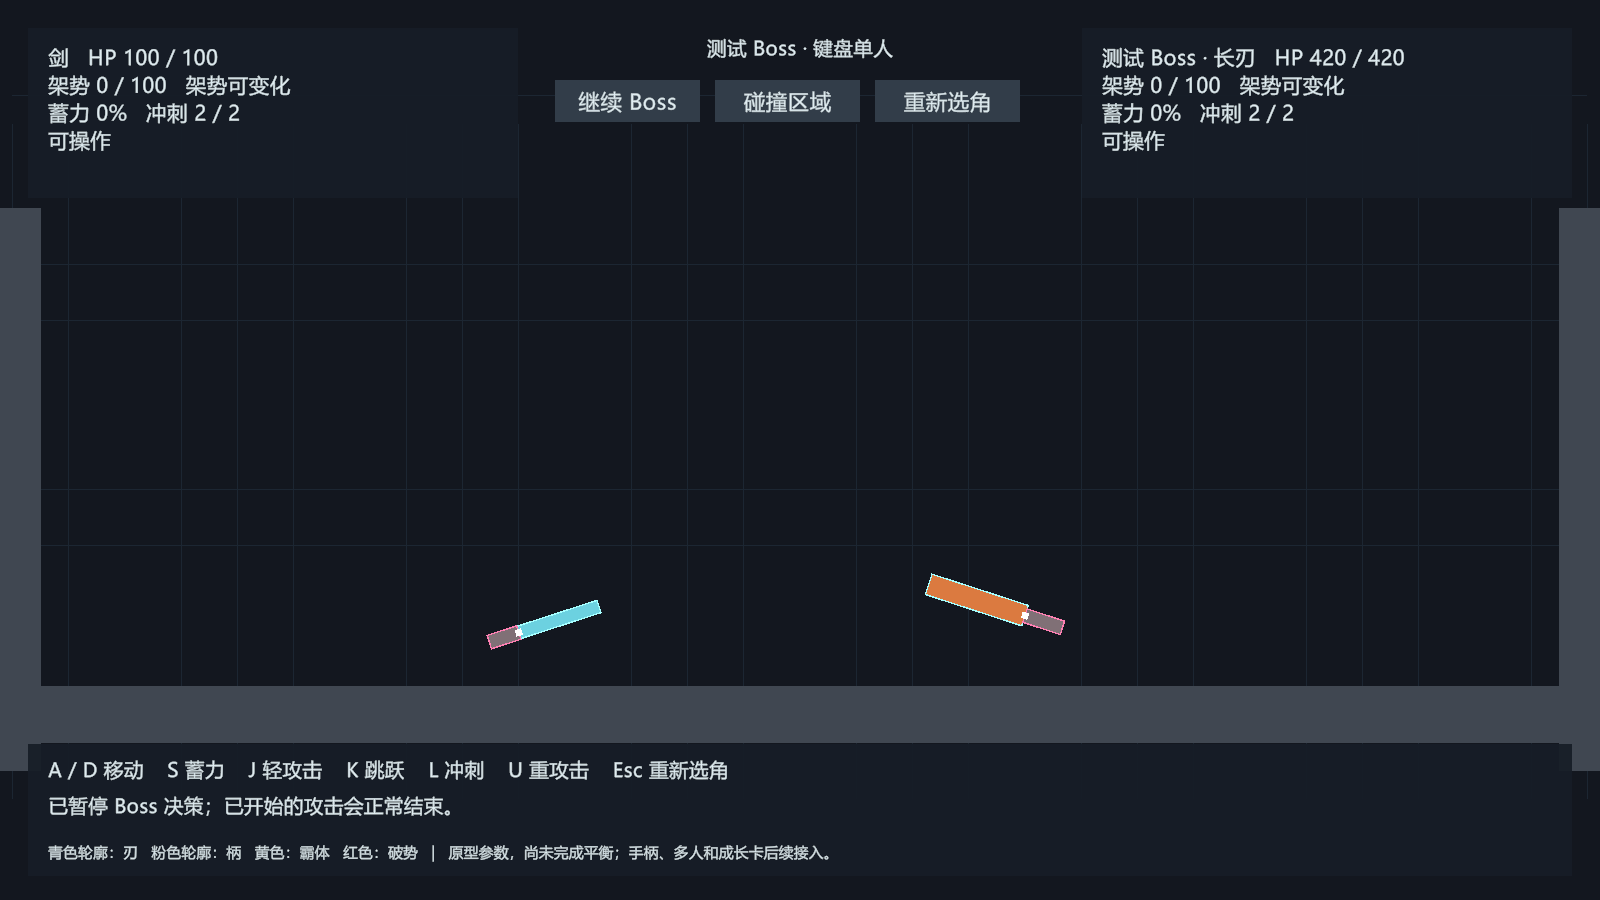 剑 HP 100 / 100
架势 0 / 100 架势可变化
蓄力 0% 冲刺 2 / 2
可操作
测试 Boss · 键盘单人
继续 Boss
碰撞区域
重新选角
测试 Boss · 长刃 HP 420 / 420
架势 0 / 100 架势可变化
蓄力 0% 冲刺 2 / 2
可操作
A / D 移动 S 蓄力 J 轻攻击 K 跳跃 L 冲刺 U 重攻击 Esc 重新选角
已暂停 Boss 决策；已开始的攻击会正常结束。
青色轮廓：刃 粉色轮廓：柄 黄色：霸体 红色：破势 | 原型参数，尚未完成平衡；手柄、多人和成长卡后续接入。